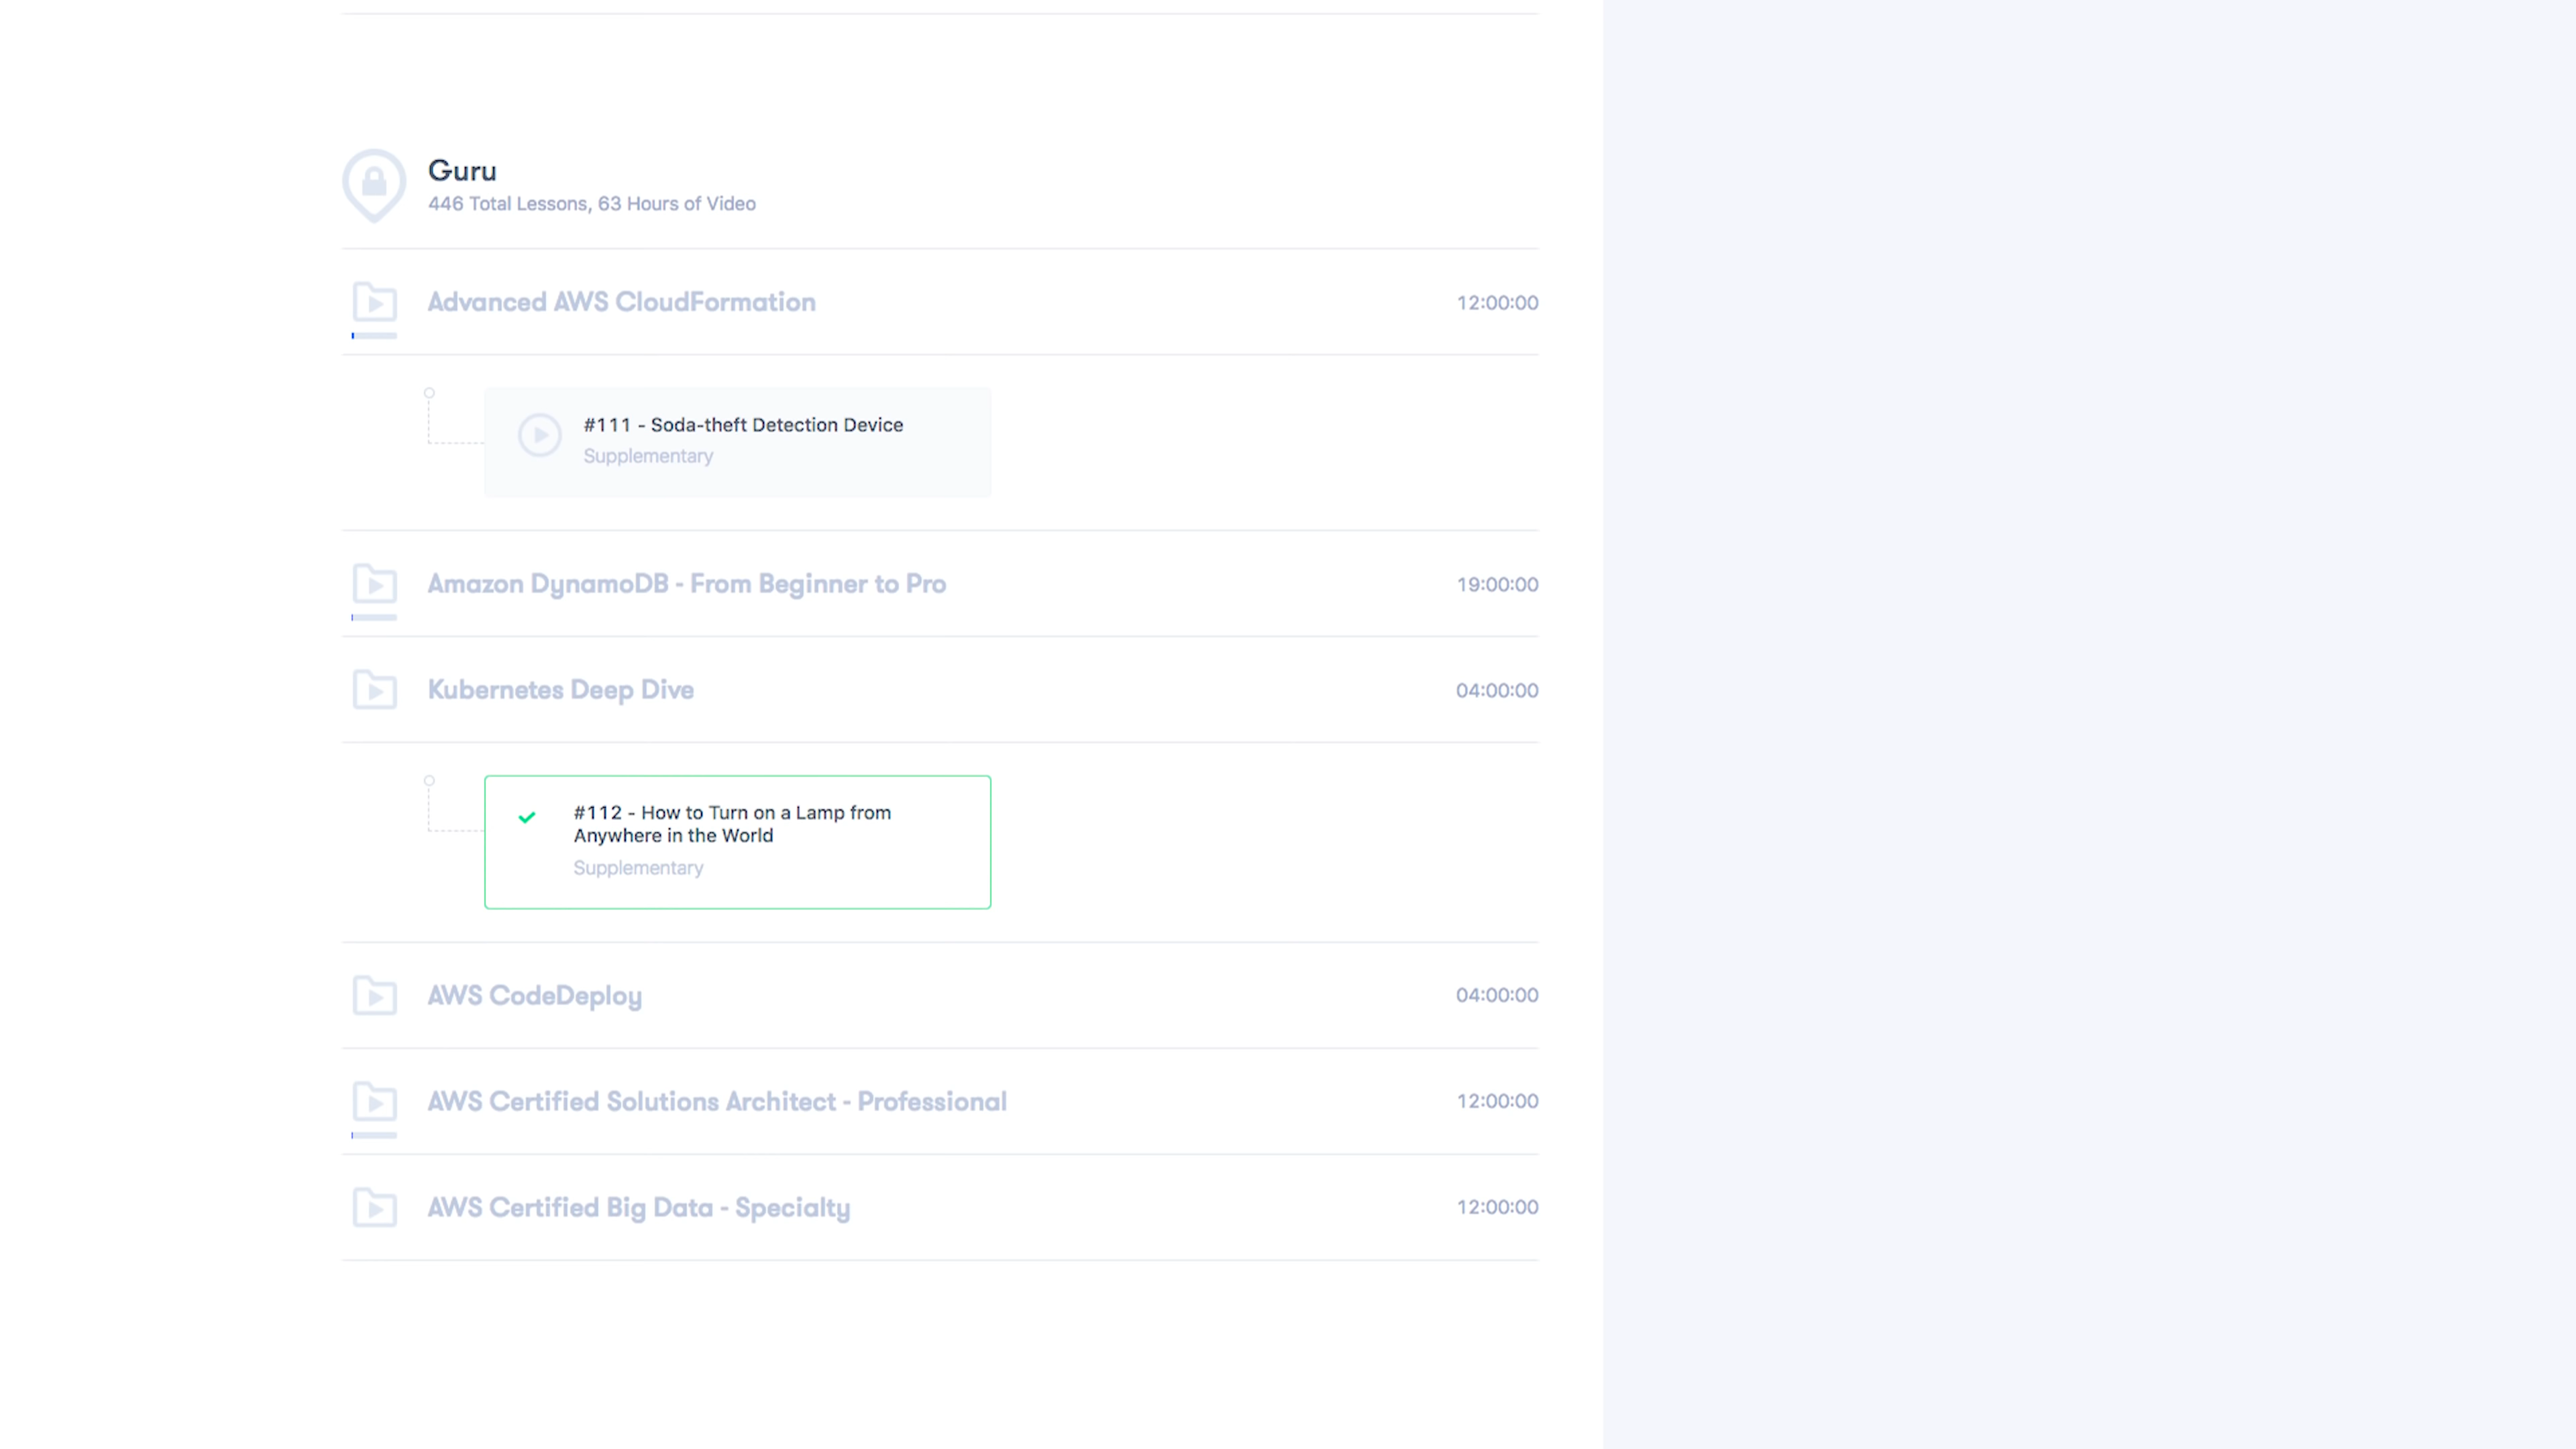 Guru
446 Total Lessons, 63 Hours of Video
Advanced AWS CloudFormation
12:00:00
#111 - Soda-theft Detection Device
Supplementary
Amazon DynamoDB - From Beginner to Pro
19:00:00
Kubernetes Deep Dive
04:00:00
#112 - How to Turn on a Lamp from
Anywhere in the World
Supplementary
AWS CodeDeploy
04:00:00
AWS Certified Solutions Architect - Professional
12:00:00
AWS Certified Big Data - Specialty
12:00:00